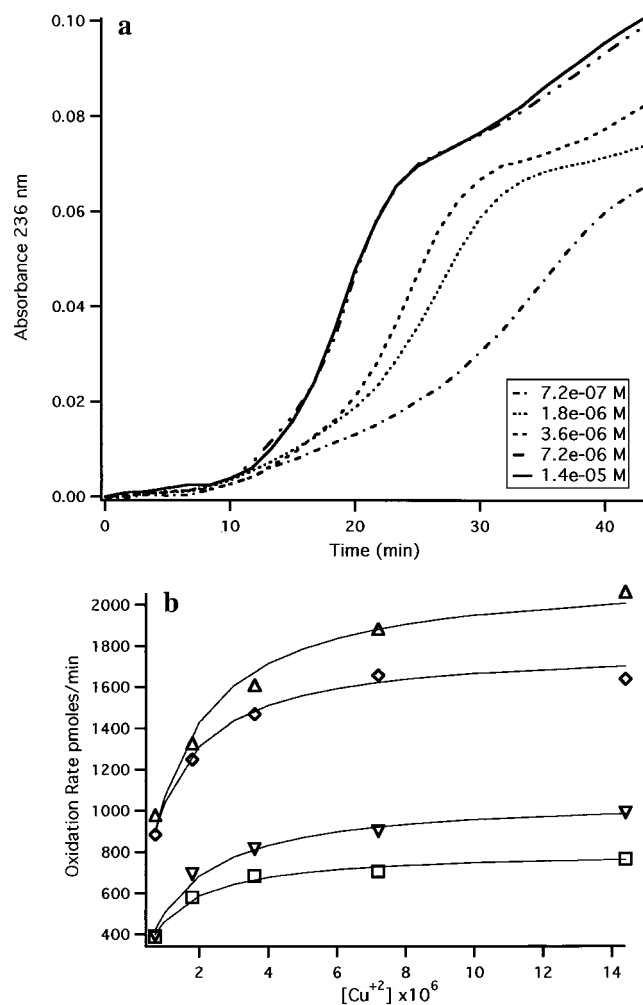 a
0.10
0.08
0.06
0.04
0.02
0.00
Absorbance 236 nm
0
10
20
30
40
Time (min)
7.2e-07 M
1.8e-06 M
3.6e-06 M
7.2e-06 M
1.4e-05 M
b
2000
1800
1600
1400
1200
1000
800
600
400
Oxidation Rate pmoles/min
2
4
6
8
10
12
14
[Cu+2] x10⁶